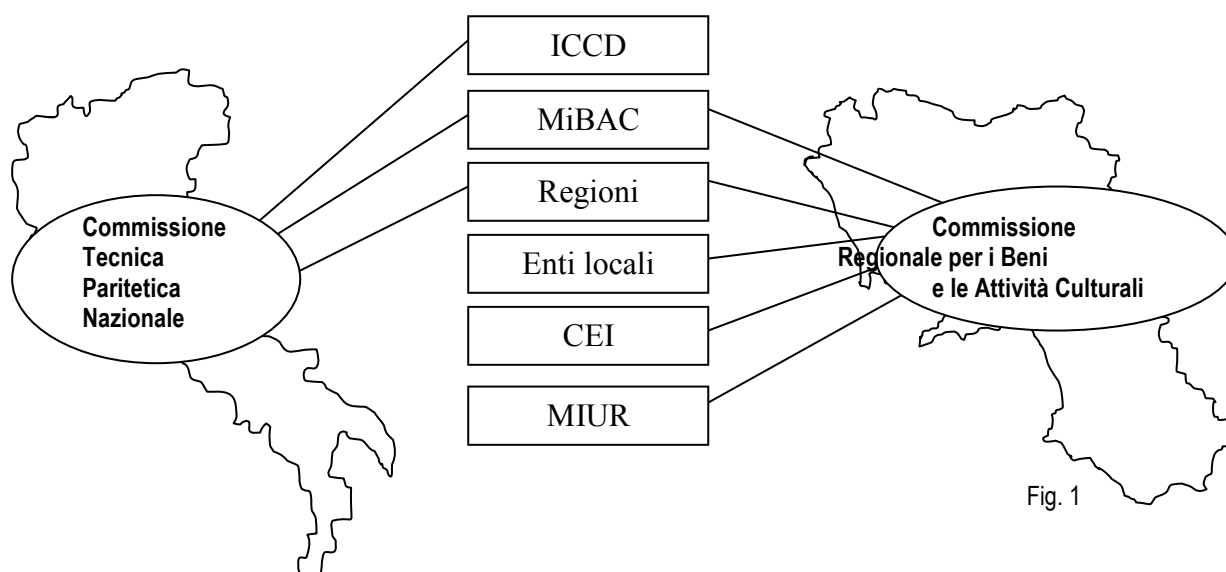 ICCD
MiBAC
Regioni
Enti locali
CEI
MIUR
Commissione
Tecnica
Paritetica
Nazionale
Commissione
Regionale per i Beni
e le Attività Culturali
Fig. 1